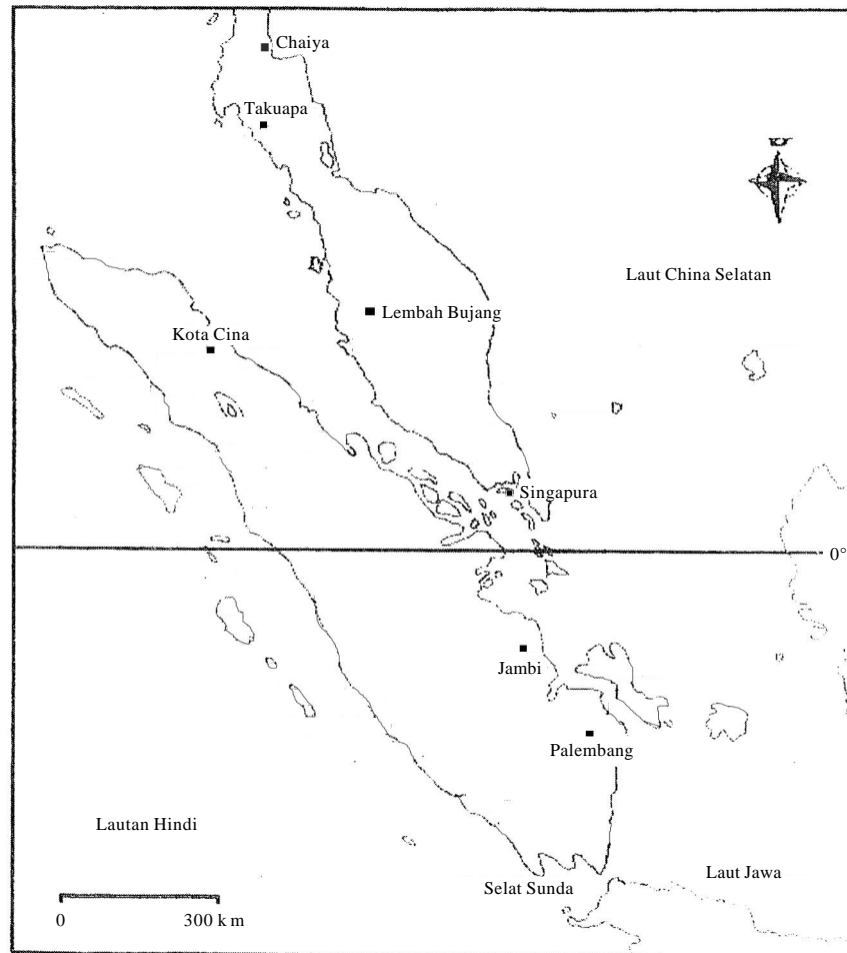 Chaiya
Takuapa
Laut China Selatan
Lembah Bujang
Kota Cina
Singapura
0°
Jambi
Palembang
Lautan Hindi
Laut Jawa
Selat Sunda
0 300 km